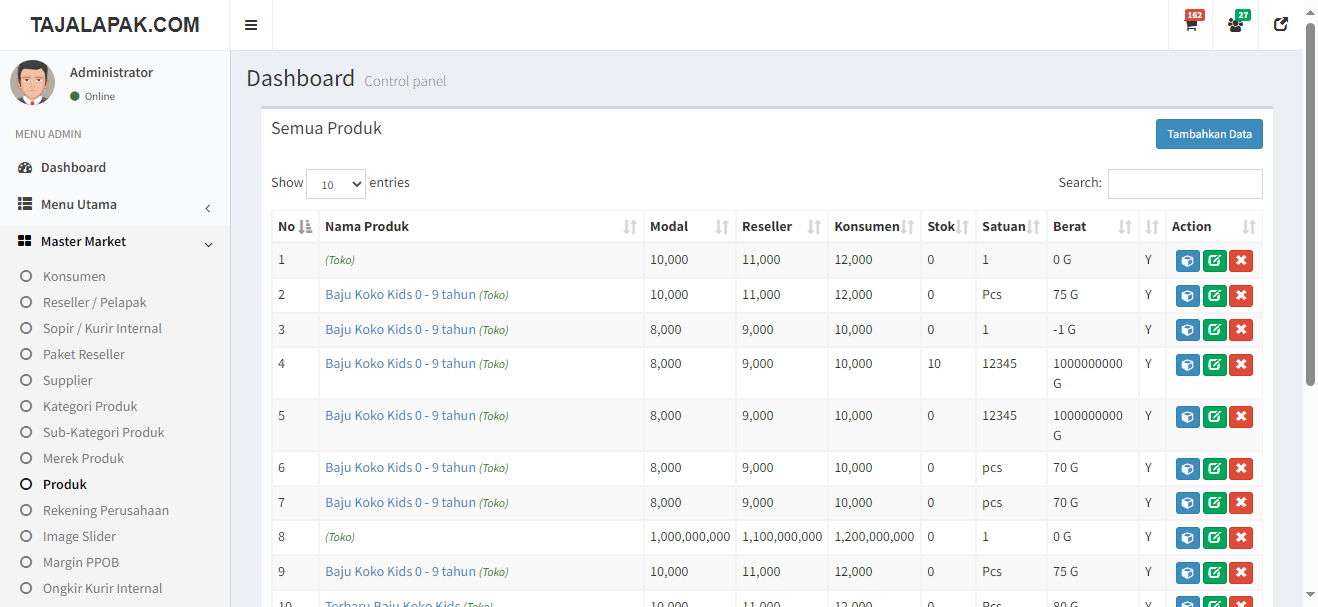 TAJALAPAK.COM
162
27
Administrator
Online
MENU ADMIN
Dashboard
Menu Utama
Master Market
Konsumen
Reseller / Pelapak
Sopir / Kurir Internal
Paket Reseller
Supplier
Kategori Produk
Sub-Kategori Produk
Merek Produk
Produk
Rekening Perusahaan
Image Slider
Margin PPOB
Ongkir Kurir Internal
Dashboard Control panel
Semua Produk
Tambahkan Data
Show 10 entries
Search:
No Nama Produk Modal Reseller Konsumen Stok Satuan Berat Action
1 (Toko) 10,000 11,000 12,000 0 1 0 G Y
2 Baju Koko Kids 0 - 9 tahun (Toko) 10,000 11,000 12,000 0 Pcs 75 G Y
3 Baju Koko Kids 0 - 9 tahun (Toko) 8,000 9,000 10,000 0 1 -1 G Y
4 Baju Koko Kids 0 - 9 tahun (Toko) 8,000 9,000 10,000 10 12345 1000000000 Y
G
5 Baju Koko Kids 0 - 9 tahun (Toko) 8,000 9,000 10,000 0 12345 1000000000 Y
G
6 Baju Koko Kids 0 - 9 tahun (Toko) 8,000 9,000 10,000 0 pcs 70 G Y
7 Baju Koko Kids 0 - 9 tahun (Toko) 8,000 9,000 10,000 0 pcs 70 G Y
8 (Toko) 1,000,000,000 1,100,000,000 1,200,000,000 0 1 0 G Y
9 Baju Koko Kids 0 - 9 tahun (Toko) 10,000 11,000 12,000 0 Pcs 75 G Y
10 Terbaru Baju Koko Kids (Toko) 10,000 11,000 12,000 0 Pcs 80 G Y